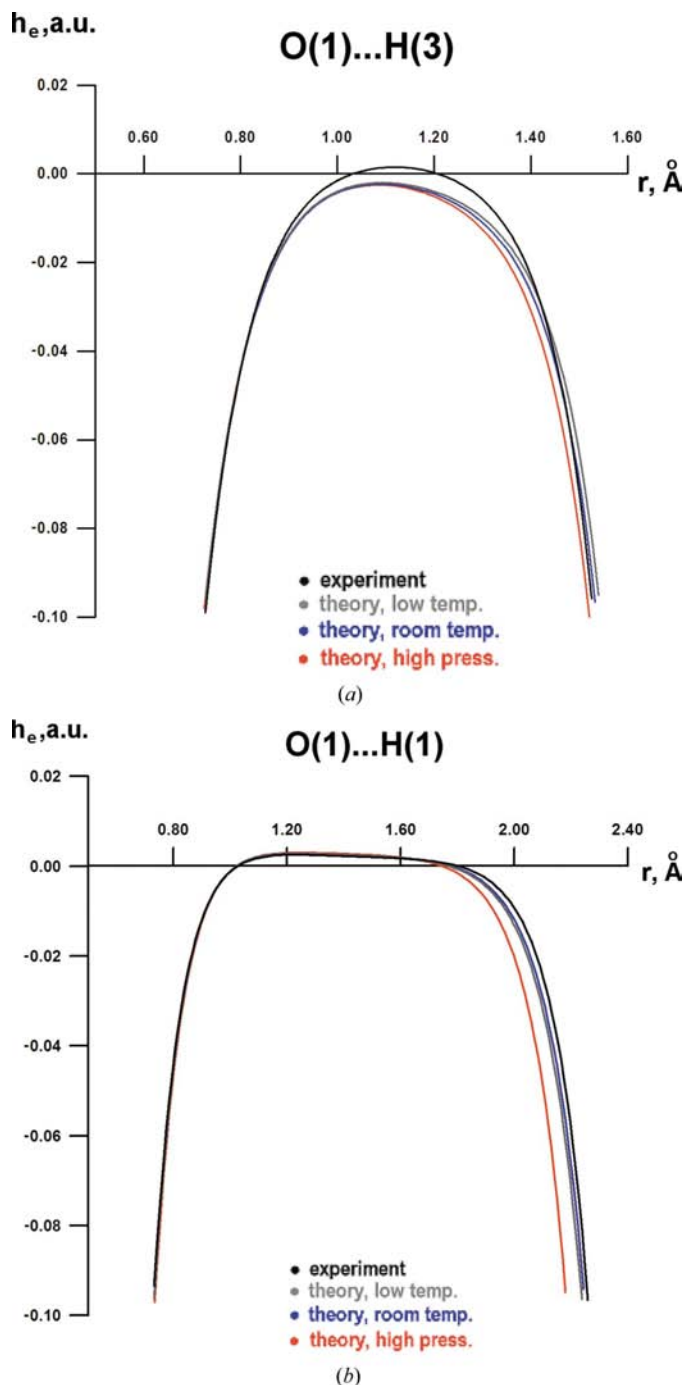 h_e,a.u.
O(1)...H(3)
0.02
0.60 0.80 1.00 1.20 1.40 1.60
0.00
r, Å
-0.02
-0.04
-0.06
-0.08
experiment
theory, low temp.
-0.10
theory, room temp.
theory, high press.
(a)
h_e,a.u.
O(1)...H(1)
0.02
0.80 1.20 1.60 2.00 2.40
0.00
r, Å
-0.02
-0.04
-0.06
-0.08
experiment
theory, low temp.
-0.10
theory, room temp.
theory, high press.
(b)